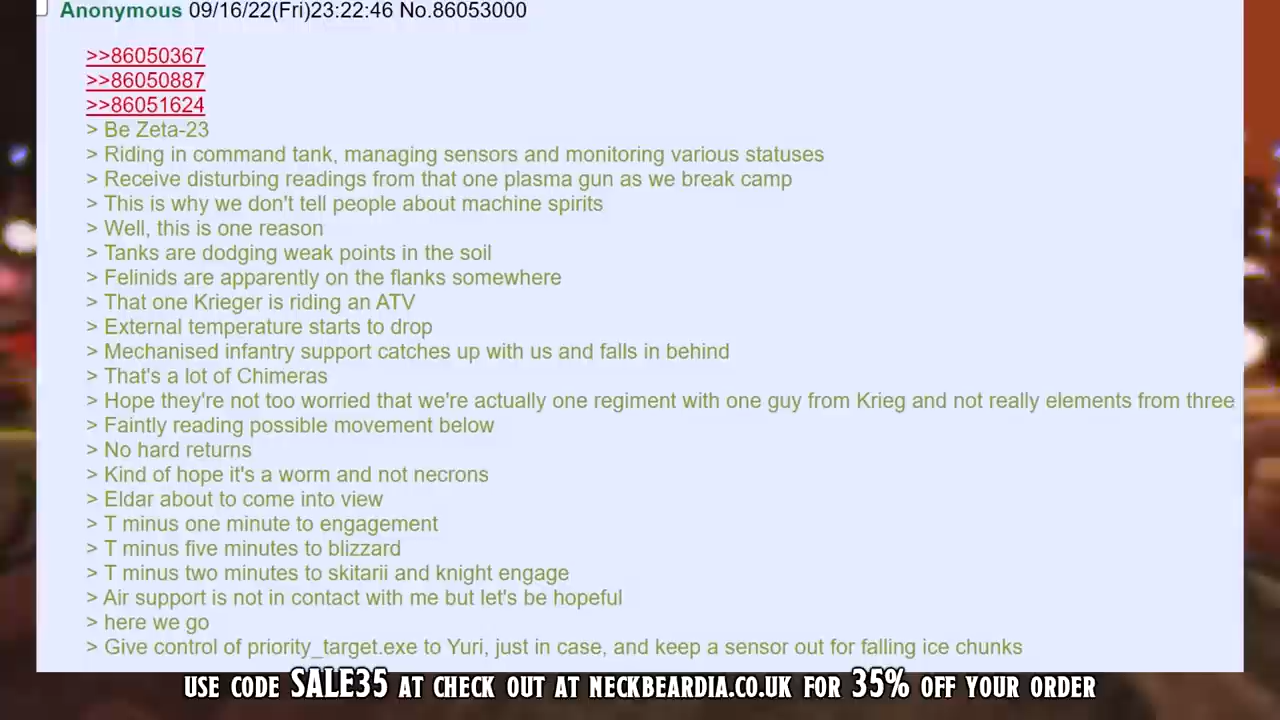 Anonymous 09/16/22(Fri)23:22:46 No.86053000
>>86050367
>>86050887
>>86051624
> Be Zeta-23
> Riding in command tank, managing sensors and monitoring various statuses
> Receive disturbing readings from that one plasma gun as we break camp
> This is why we don't tell people about machine spirits
> Well, this is one reason
> Tanks are dodging weak points in the soil
> Felinids are apparently on the flanks somewhere
> That one Krieger is riding an ATV
> External temperature starts to drop
> Mechanised infantry support catches up with us and falls in behind
> That's a lot of Chimeras
> Hope they're not too worried that we're actually one regiment with one guy from Krieg and not really elements from three
> Faintly reading possible movement below
> No hard returns
> Kind of hope it's a worm and not necrons
> Eldar about to come into view
> T minus one minute to engagement
> T minus five minutes to blizzard
> T minus two minutes to skitarii and knight engage
> Air support is not in contact with me but let's be hopeful
> here we go
> Give control of priority_target.exe to Yuri, just in case, and keep a sensor out for falling ice chunks
USE CODE SALE35 AT CHECK OUT AT NECKBEARDIA.CO.UK FOR 35% OFF YOUR ORDER